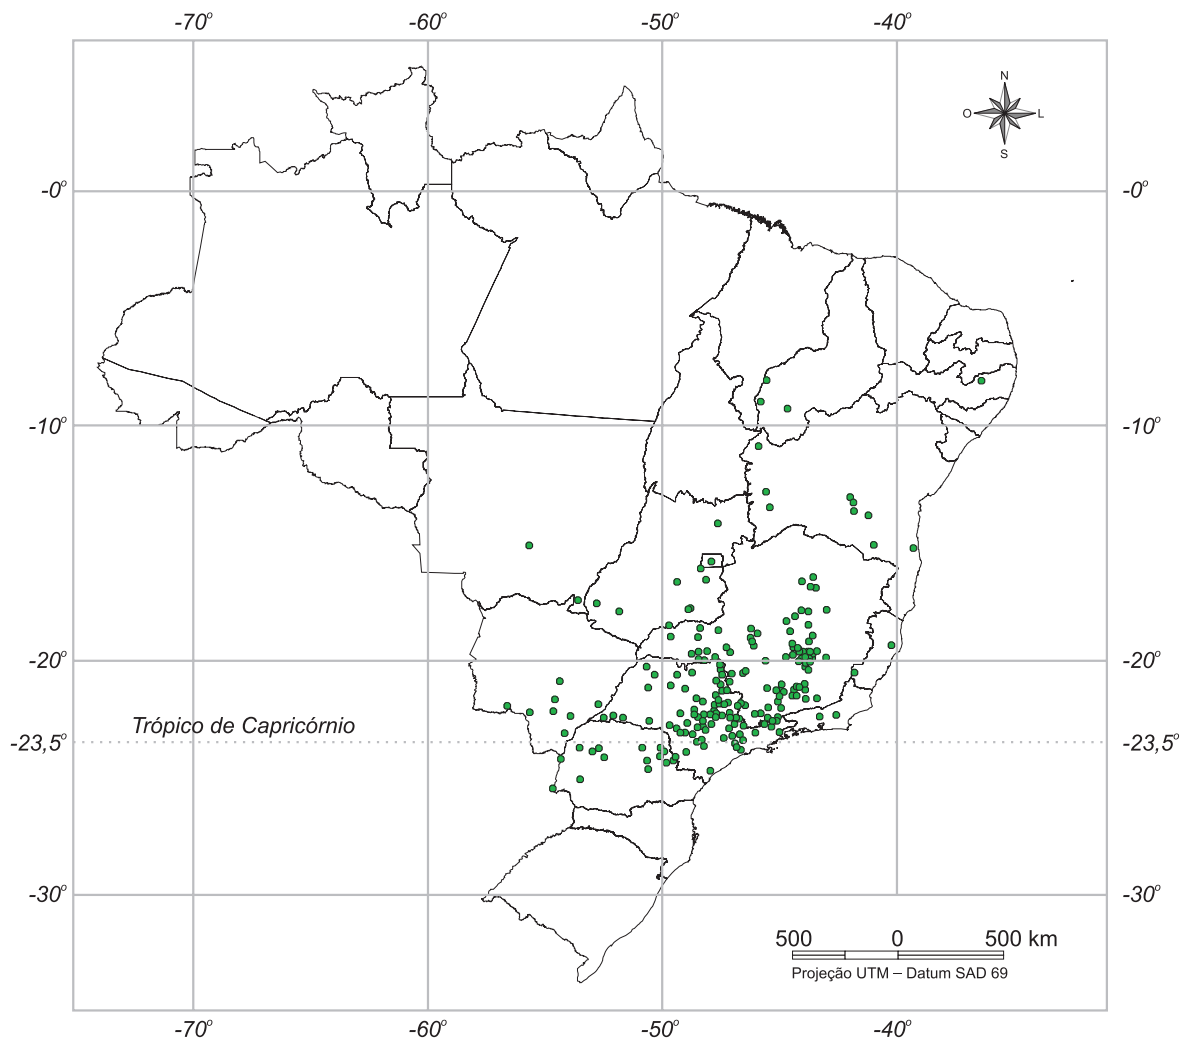 -70º -60º -50º -40º
N
O L
S
-0º -0º
-10º -10º
-20º -20º
Trópico de Capricórnio
-23,5º -23,5º
-30º -30º
500 0 500 km
Projeção UTM – Datum SAD 69
-70º -60º -50º -40º